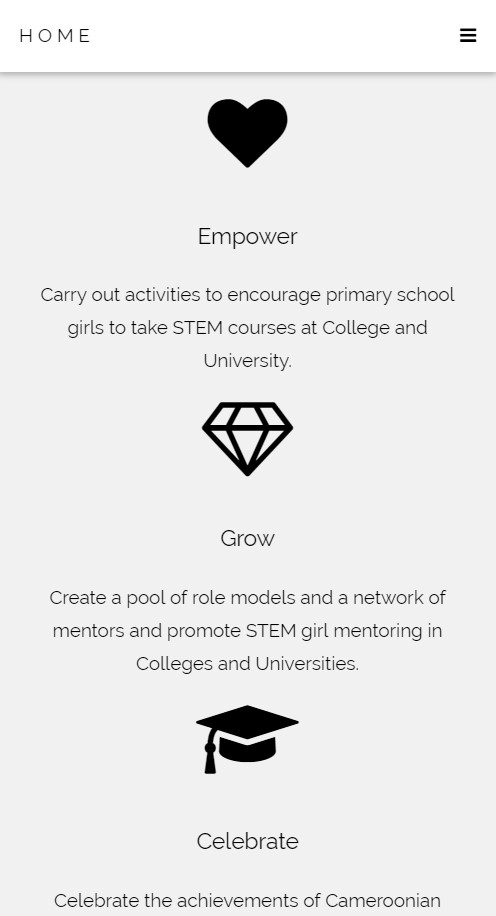 HOME
Empower
Carry out activities to encourage primary school
girls to take STEM courses at College and
University.
Grow
Create a pool of role models and a network of
mentors and promote STEM girl mentoring in
Colleges and Universities.
Celebrate
Celebrate the achievements of Cameroonian